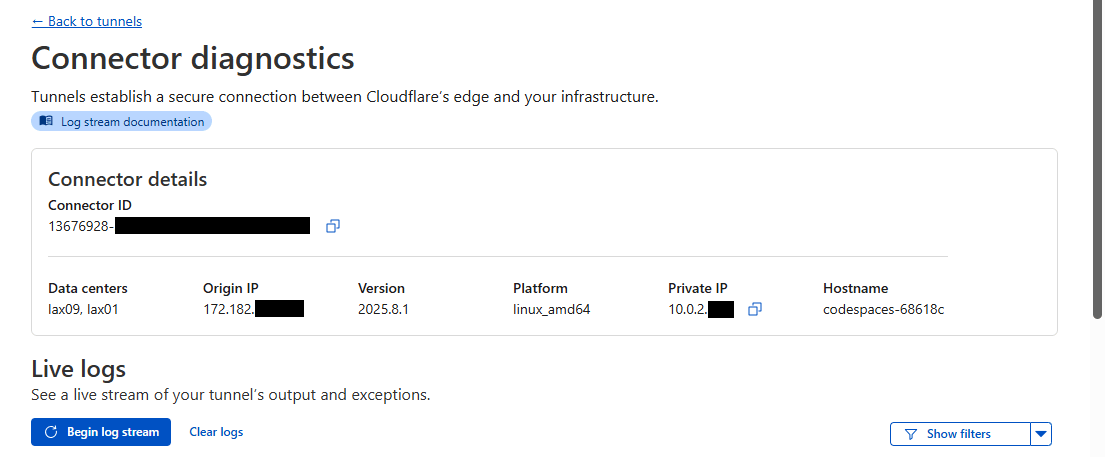 ← Back to tunnels
Connector diagnostics
Tunnels establish a secure connection between Cloudflare's edge and your infrastructure.
Log stream documentation
Connector details
Connector ID
13676928-
Data centers Origin IP Version Platform Private IP Hostname
lax09, lax01 172.182. 2025.8.1 linux_amd64 10.0.2. codespaces-68618c
Live logs
See a live stream of your tunnel's output and exceptions.
Begin log stream Clear logs Show filters